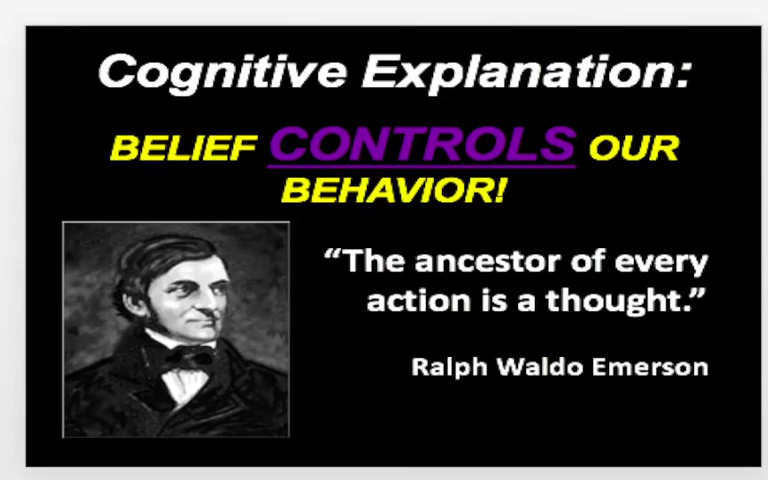 Cognitive Explanation:
BELIEF CONTROLS OUR
BEHAVIOR!
“The ancestor of every
action is a thought.”
Ralph Waldo Emerson